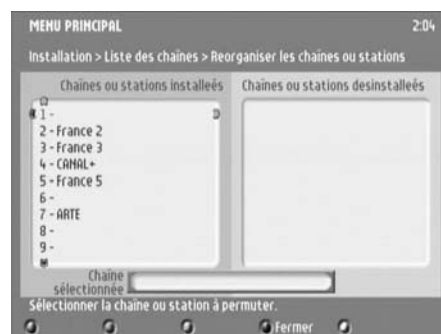 MENU PRINCIPAL 2:04
Installation > Liste des chaînes > Reorganiser les chaînes ou stations
Chaînes ou stations installeés Chaînes ou stations desinstalleés
1 -
2 - France 2
3 - France 3
4 - CANAL+
5 - France 5
6 -
7 - ARTE
8 -
9 -
Chaîne
sélectionnée
Sélectionner la chaîne ou station à permuter.
Fermer